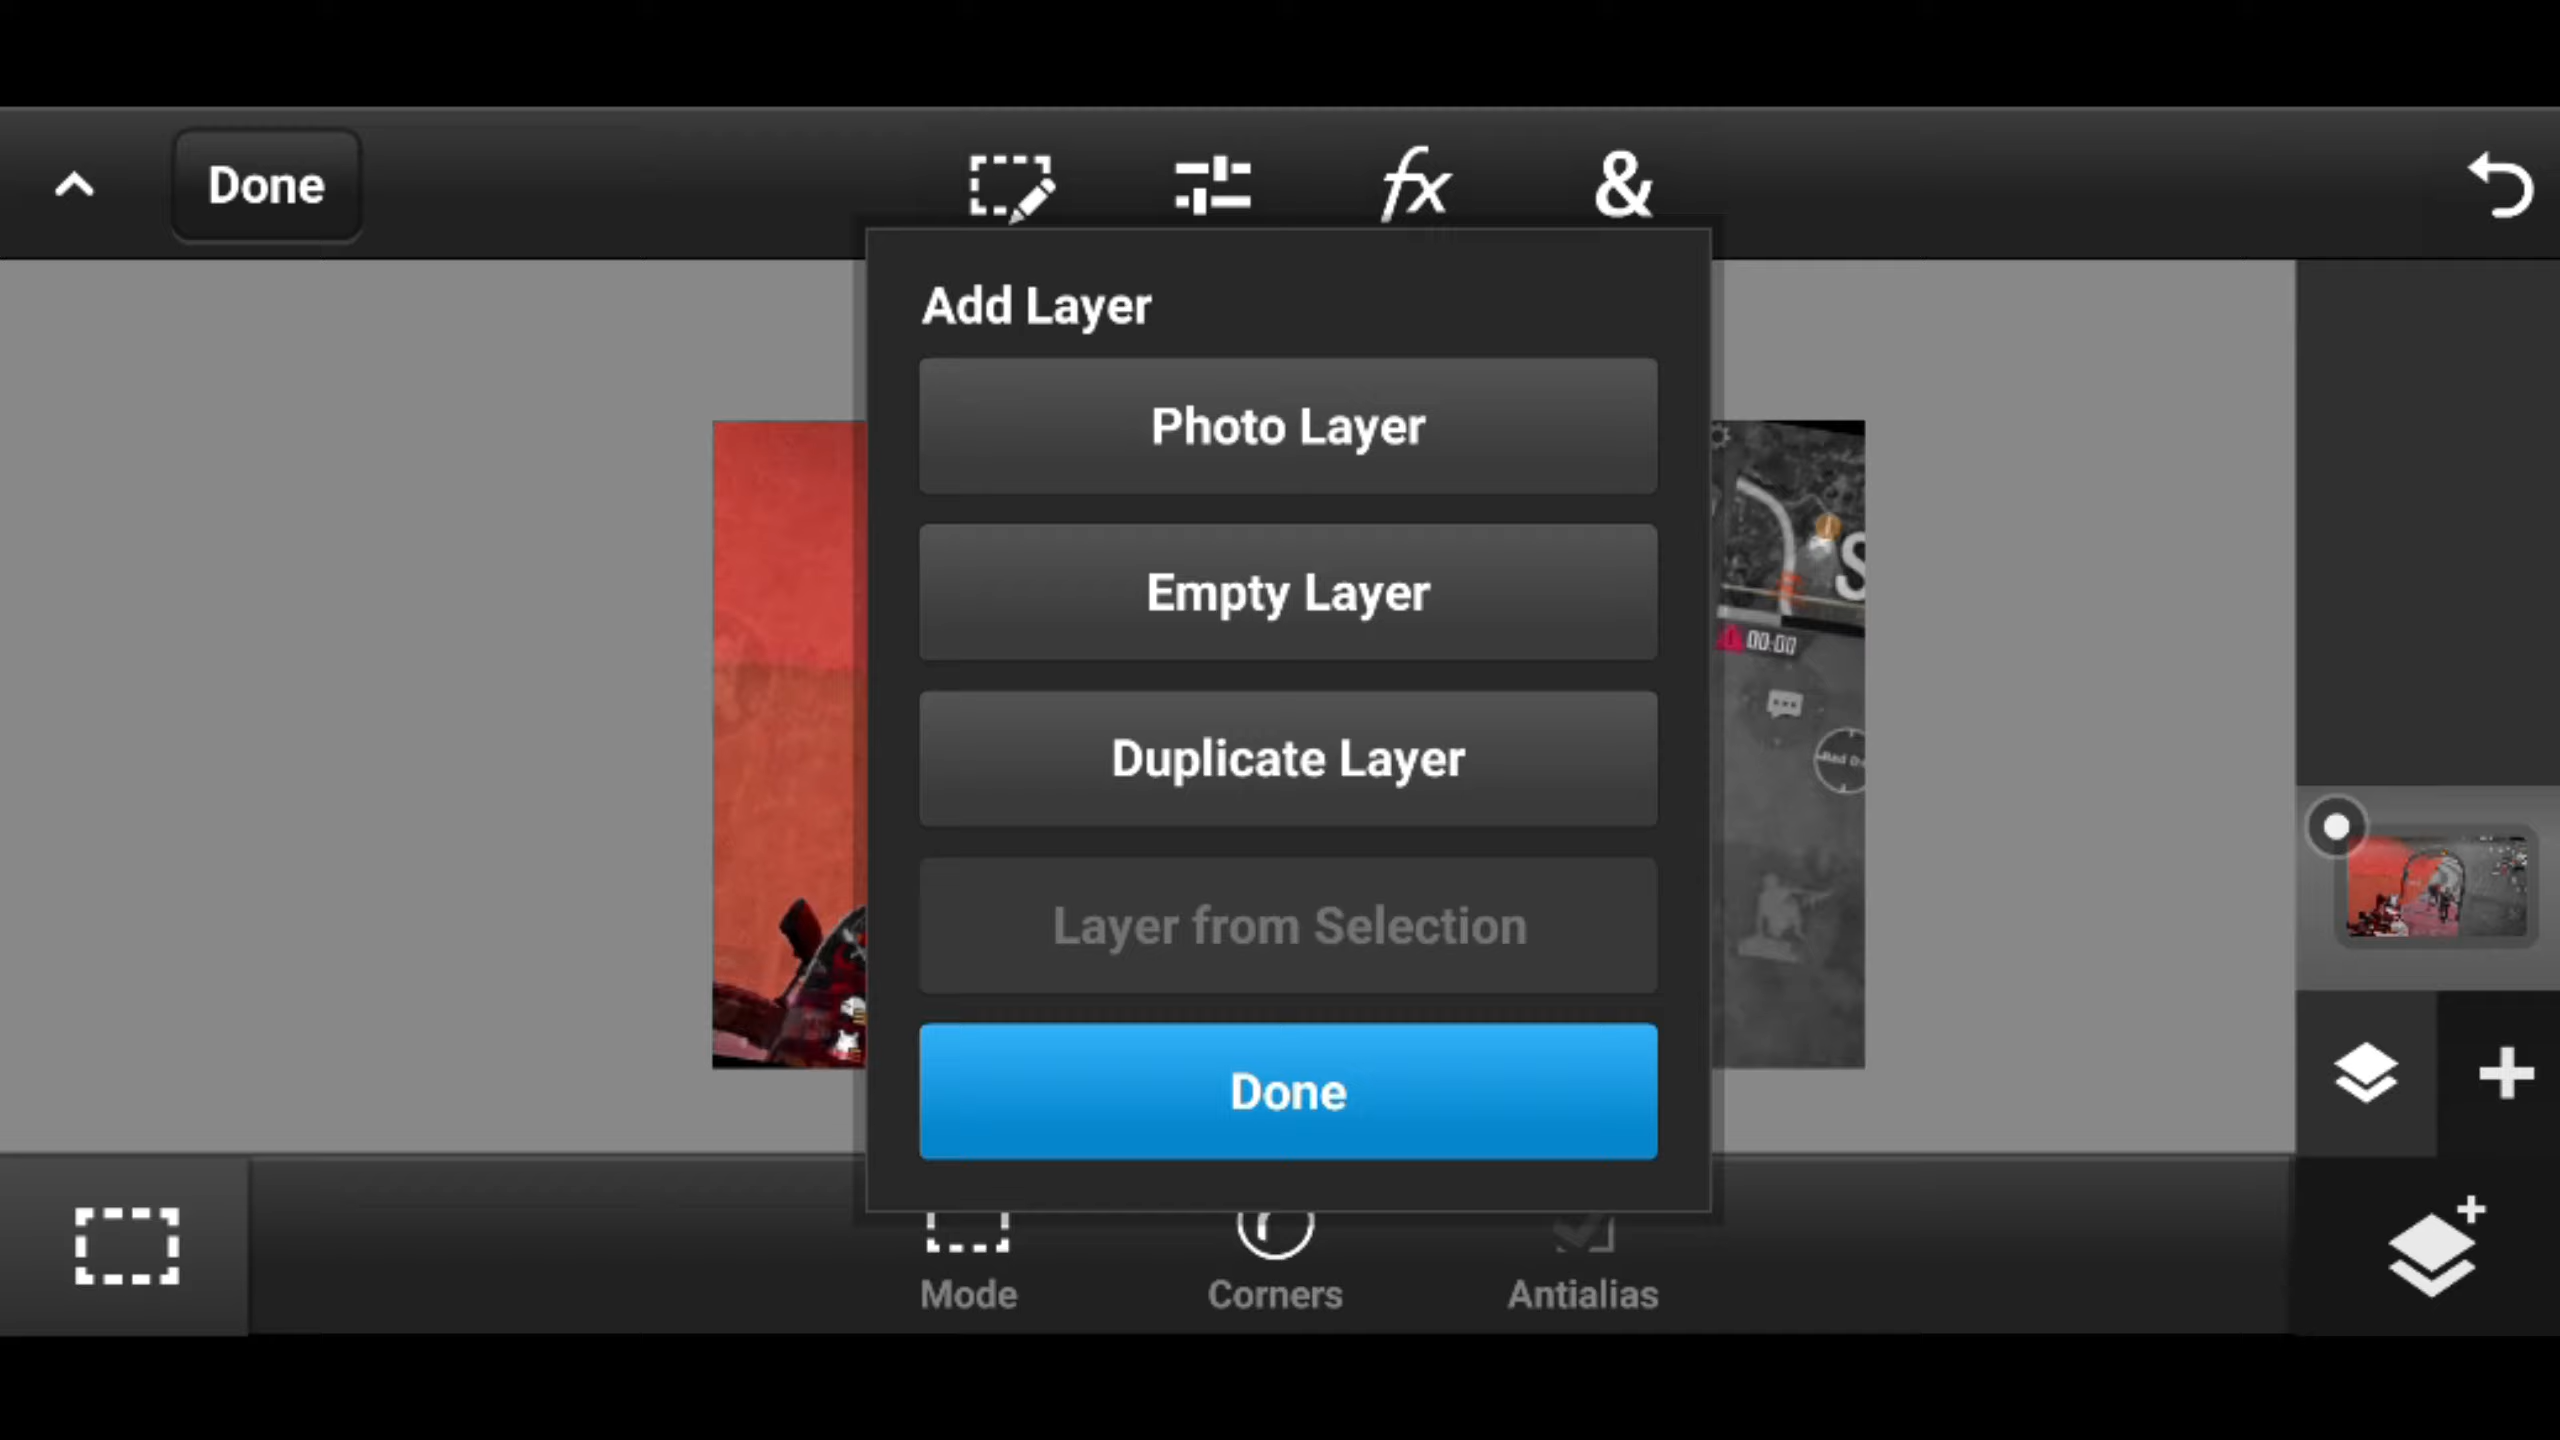 Done
fx
&
Add Layer
Photo Layer
Empty Layer
Duplicate Layer
Layer from Selection
Done
S
00:00
Mode
Corners
Antialias